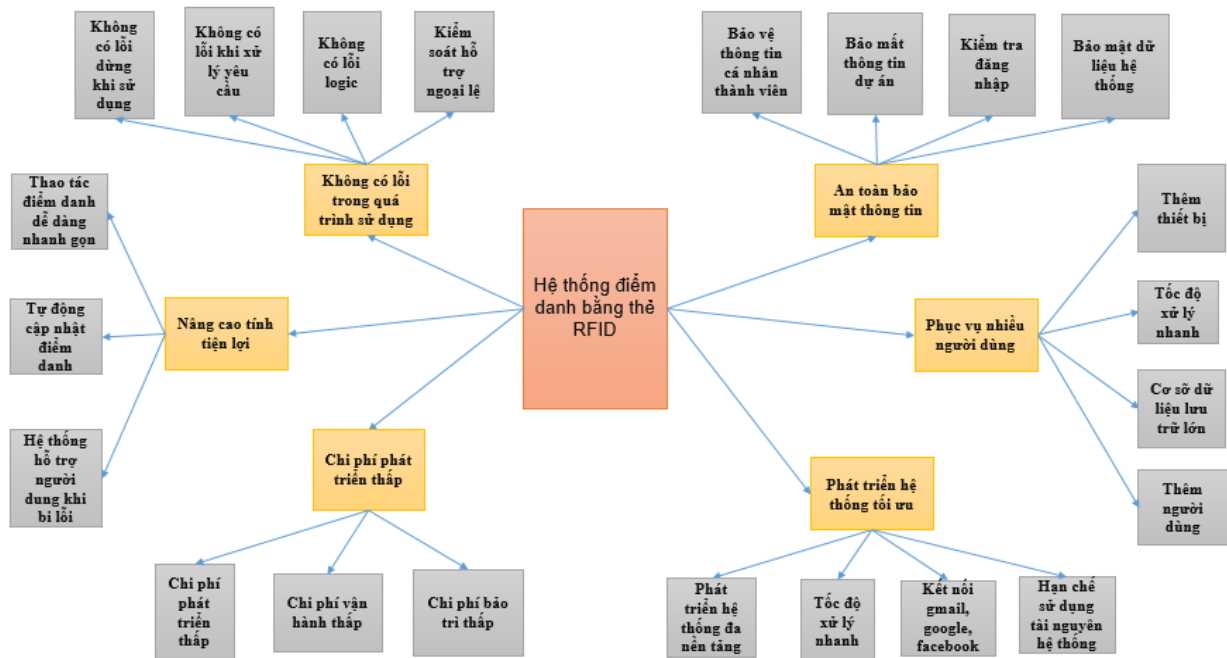 Không
có lỗi
dừng
khi sử
dụng
Không có
lỗi khi xử
lý yêu
cầu
Không
có lỗi
logic
Kiểm
soát hỗ
trợ
ngoại lệ
Bảo vệ
thông tin
cá nhân
thành viên
Bảo mất
thông tin
dự án
Kiểm tra
đăng
nhập
Bảo mật dữ
liệu hệ
thống
Không có lỗi
trong quá
trình sử dụng
An toàn bảo
mật thông tin
Thao tác
điểm danh
dễ dàng
nhanh gọn
Thêm
thiết bị
Hệ thống điểm
danh bằng thẻ
RFID
Tự động
cập nhật
điểm
danh
Nâng cao tính
tiện lợi
Phục vụ nhiều
người dùng
Tốc độ
xử lý
nhanh
Cơ sỡ dữ
liệu lưu
trữ lớn
Hệ thống
hỗ trợ
người
dung khi
bi lỗi
Chi phí phát
triển thấp
Phát triển hệ
thống tối ưu
Thêm
người
dùng
Chi phí
phát
triển
thấp
Chi phí vận
hành thấp
Chi phí bảo
trì thấp
Phát
triển hệ
thống đa
nền tảng
Tốc độ
xử lý
nhanh
Kết nối
gmail,
google,
facebook
Hạn chế
sử dụng
tài nguyên
hệ thống